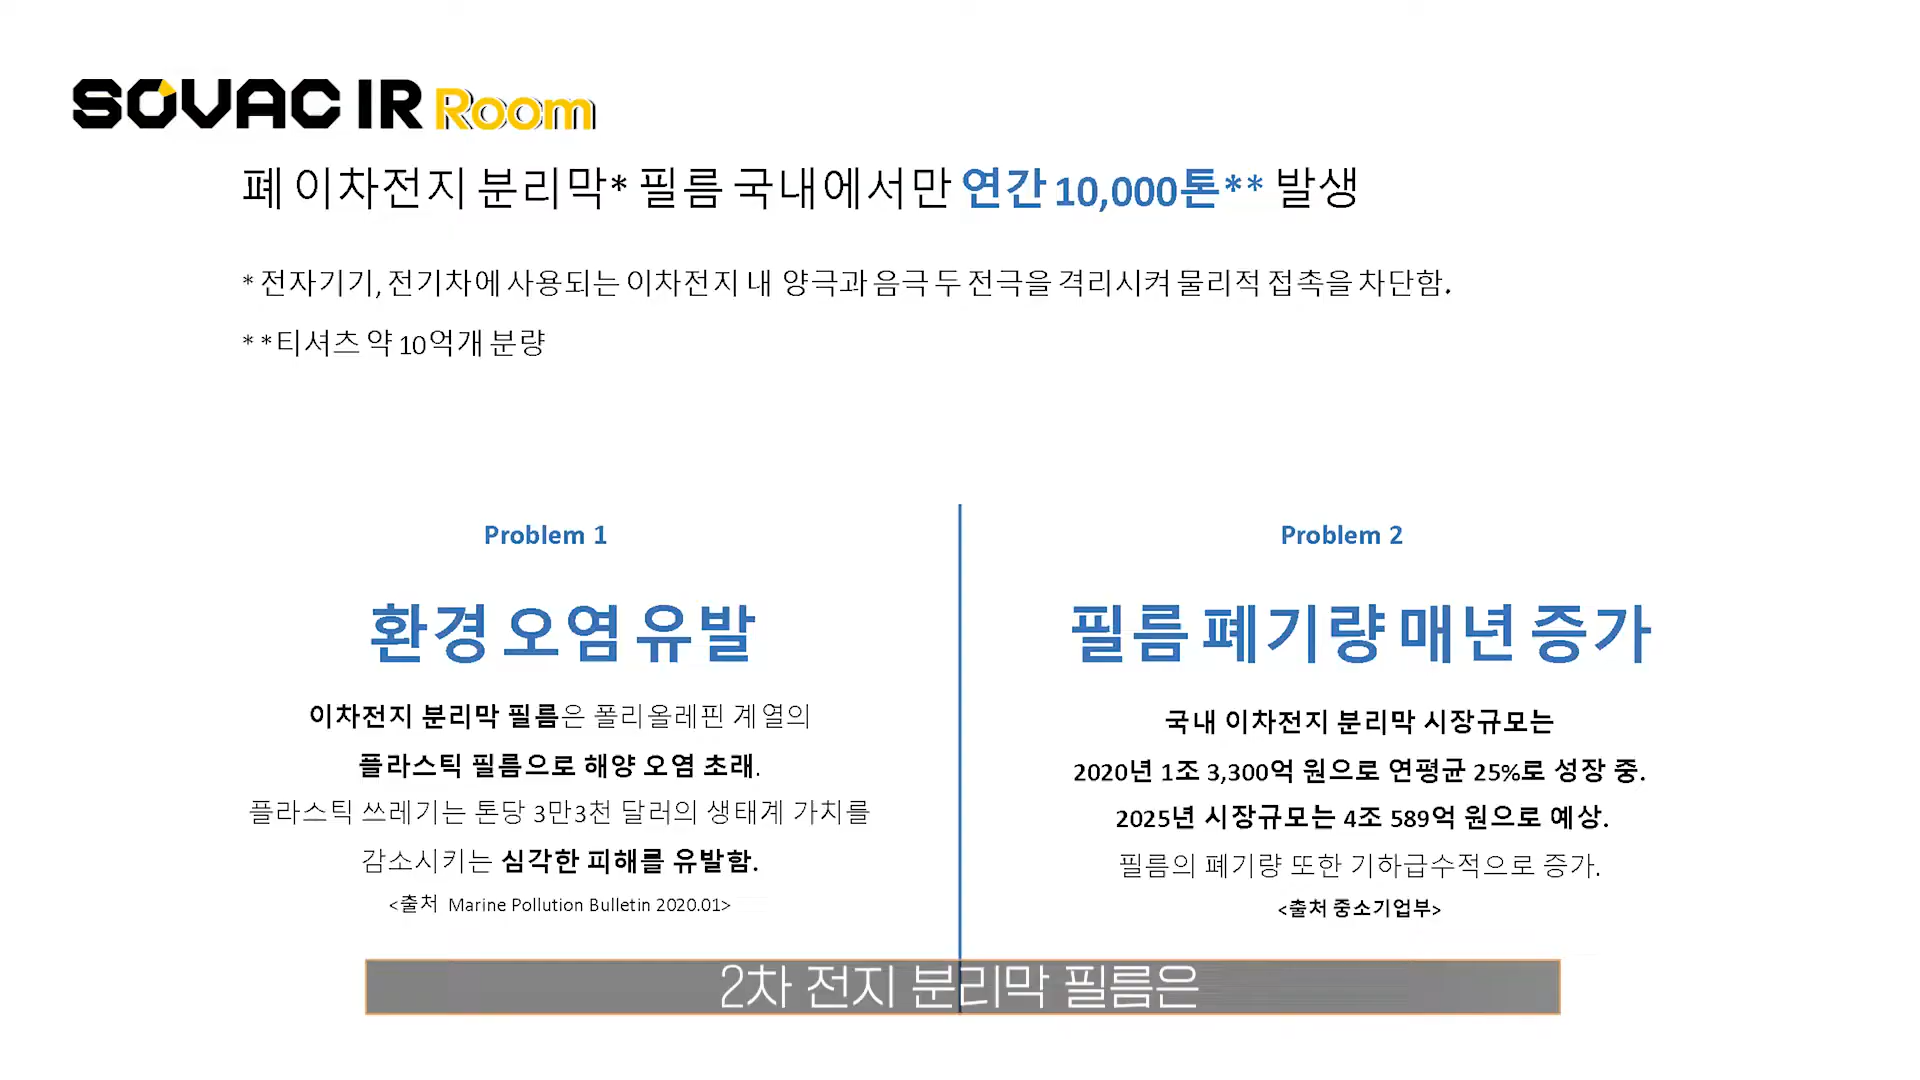 SOVAC IR Room
폐 이차전지 분리막* 필름 국내에서만 연간 10,000톤** 발생
* 전자기기, 전기차에 사용되는 이차전지 내 양극과 음극 두 전극을 격리시켜 물리적 접촉을 차단함.
**티셔츠 약 10억개 분량
Problem 1
환경 오염 유발
이차전지 분리막 필름은 폴리올레핀 계열의
플라스틱 필름으로 해양 오염 초래.
플라스틱 쓰레기는 톤당 3만3천 달러의 생태계 가치를
감소시키는 심각한 피해를 유발함.
<출처 Marine Pollution Bulletin 2020.01>
Problem 2
필름 폐기량 매년 증가
국내 이차전지 분리막 시장규모는
2020년 1조 3,300억 원으로 연평균 25%로 성장 중.
2025년 시장규모는 4조 589억 원으로 예상.
필름의 폐기량 또한 기하급수적으로 증가.
<출처 중소기업부>
2차 전지 분리막 필름은